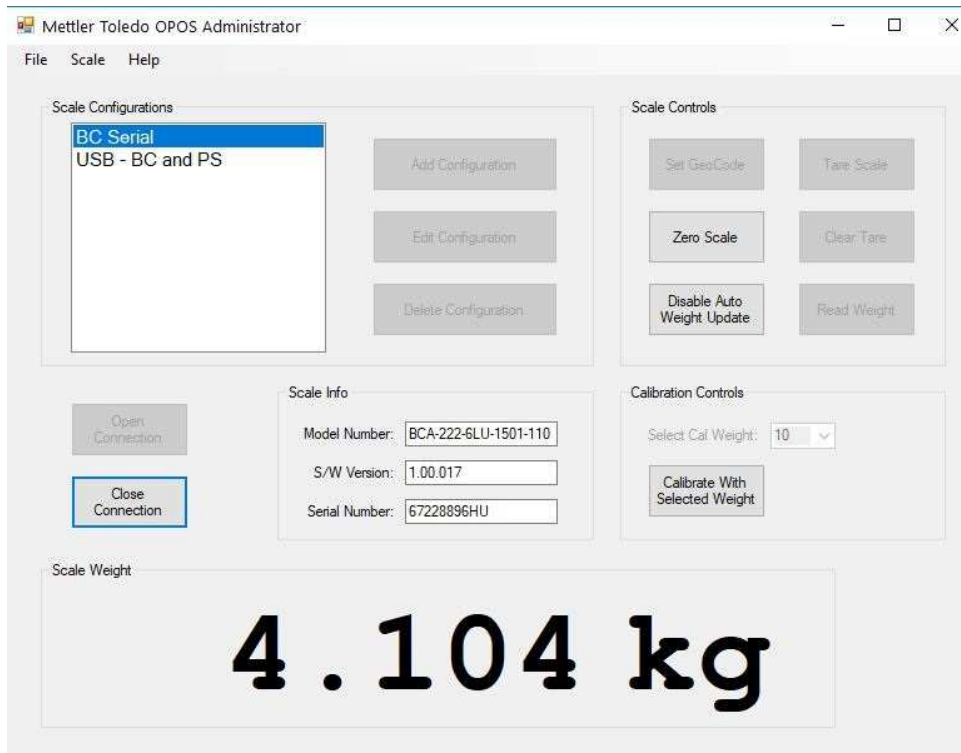 Mettler Toledo OPOS Administrator
File Scale Help
Scale Configurations
BC Serial
USB - BC and PS
Add Configuration
Edit Configuration
Delete Configuration
Scale Controls
Set GeoCode
Tare Scale
Zero Scale
Clear Tare
Disable Auto
Weight Update
Read Weight
Open
Connection
Close
Connection
Scale Info
Model Number: BCA-222-6LU-1501-110
S/W Version: 1.00.017
Serial Number: 67228896HU
Calibration Controls
Select Cal Weight: 10
Calibrate With
Selected Weight
Scale Weight
4.104 kg